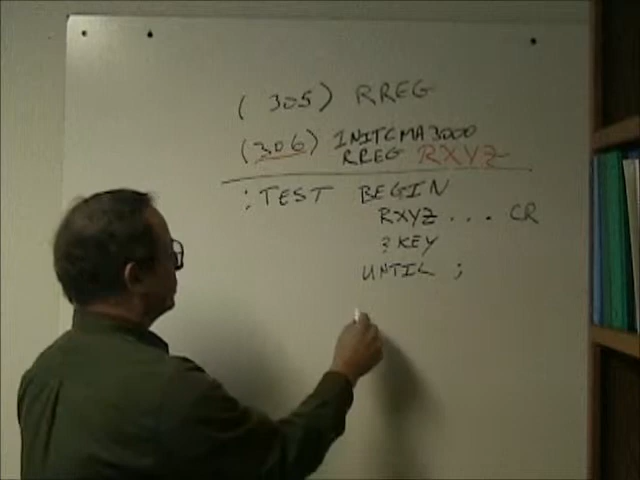 (305) RREG
(306) INITCMA3000
RREG RXYZ
: TEST BEGIN
RXYZ . . . CR
?KEY
UNTIL ;